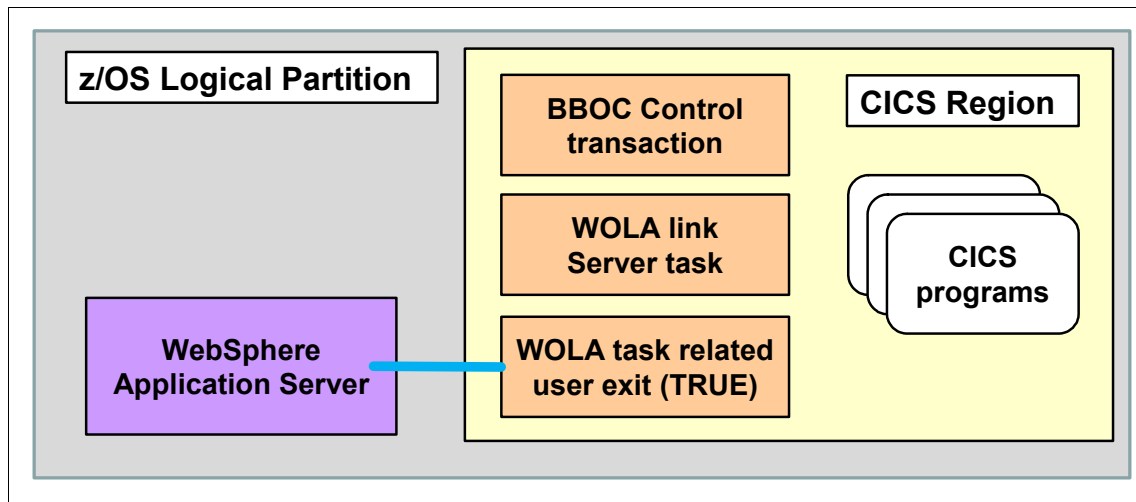 z/OS Logical Partition
BBOC Control
transaction
CICS Region
WOLA link
Server task
CICS
programs
WebSphere
Application Server
WOLA task related
user exit (TRUE)